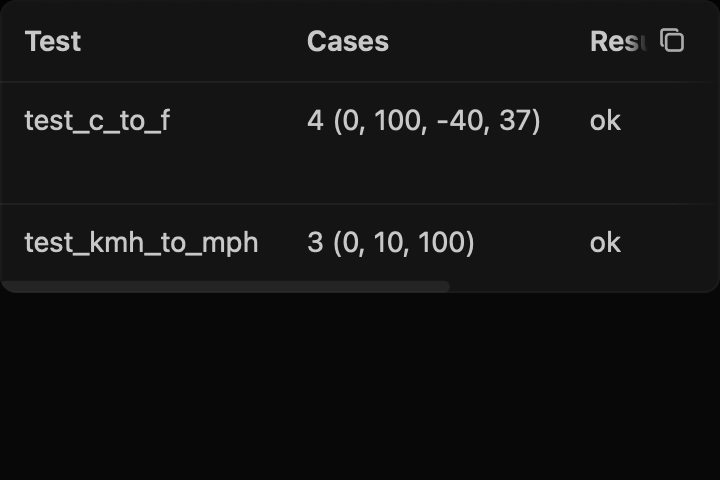 Test Cases
test_c_to_f 4 (0, 100, -40, 37) ok
test_kmh_to_mph 3 (0, 10, 100) ok